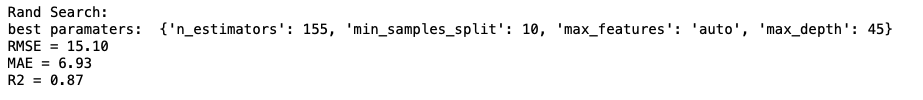 Rand Search:
best paramaters:  {'n_estimators': 155, 'min_samples_split': 10, 'max_features': 'auto', 'max_depth': 45}
RMSE = 15.10
MAE = 6.93
R2 = 0.87